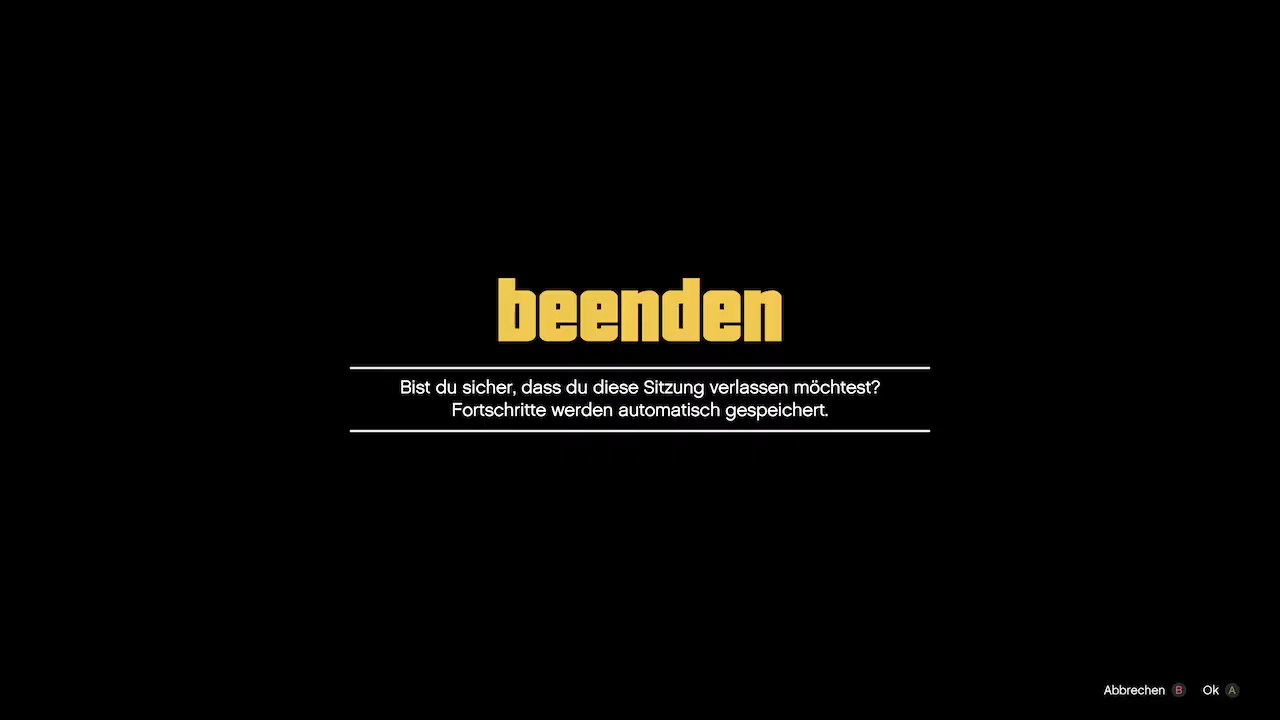 beenden
Bist du sicher, dass du diese Sitzung verlassen möchtest?
Fortschritte werden automatisch gespeichert.
Abbrechen B Ok A